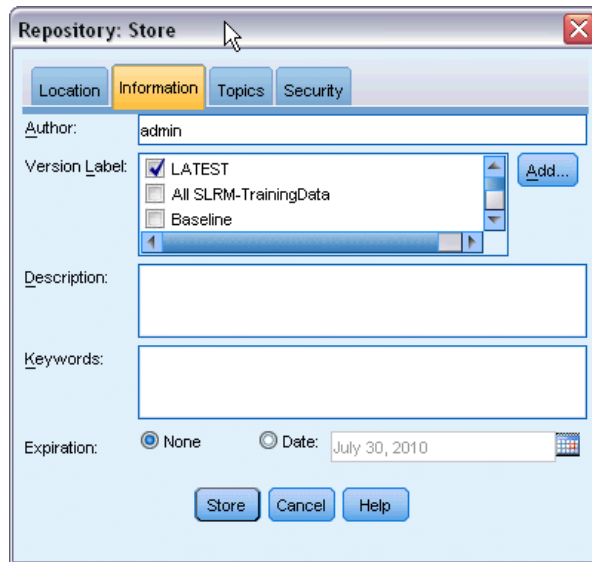 Repository: Store
Location Information Topics Security
Author: admin
Version Label: LATEST Add...
All SLRM-TrainingData
Baseline
Description:
Keywords:
Expiration: None Date: July 30, 2010
Store Cancel Help